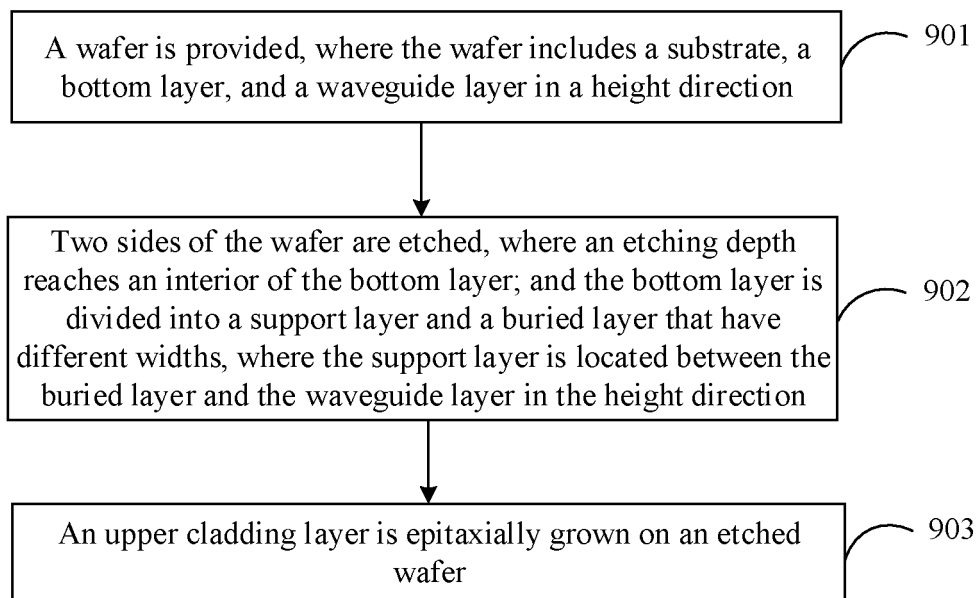 A wafer is provided, where the wafer includes a substrate, a
bottom layer, and a waveguide layer in a height direction
901
Two sides of the wafer are etched, where an etching depth
reaches an interior of the bottom layer; and the bottom layer is
divided into a support layer and a buried layer that have
different widths, where the support layer is located between the
buried layer and the waveguide layer in the height direction
902
An upper cladding layer is epitaxially grown on an etched
wafer
903